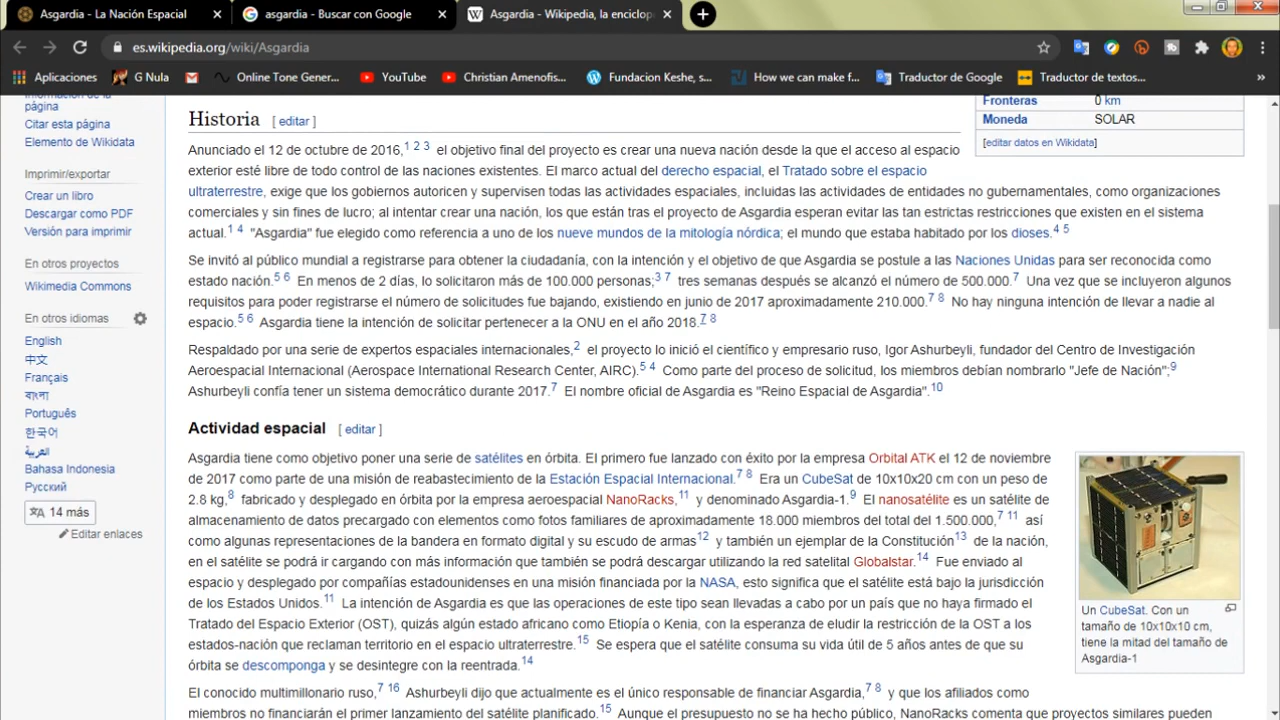 Asgardia - La Nación Espacial
asgardia - Buscar con Google
Asgardia - Wikipedia, la enciclop
es.wikipedia.org/wiki/Asgardia
Aplicaciones
G Nula
Online Tone Gener...
YouTube
Christian Amenofis...
Fundacion Keshe, s...
How we can make f...
Traductor de Google
Traductor de textos...
»
Información de la
página
Citar esta página
Elemento de Wikidata
Imprimir/exportar
Crear un libro
Descargar como PDF
Versión para imprimir
En otros proyectos
Wikimedia Commons
En otros idiomas
English
中文
Français
বাংলা
Português
한국어
العربية
Bahasa Indonesia
Русский
14 más
Editar enlaces
Fronteras 0 km
Moneda SOLAR
[editar datos en Wikidata]
Historia [ editar ]
Anunciado el 12 de octubre de 2016,1 2 3 el objetivo final del proyecto es crear una nueva nación desde la que el acceso al espacio
exterior esté libre de todo control de las naciones existentes. El marco actual del derecho espacial, el Tratado sobre el espacio
ultraterrestre, exige que los gobiernos autoricen y supervisen todas las actividades espaciales, incluidas las actividades de entidades no gubernamentales, como organizaciones
comerciales y sin fines de lucro; al intentar crear una nación, los que están tras el proyecto de Asgardia esperan evitar las tan estrictas restricciones que existen en el sistema
actual.1 4 "Asgardia" fue elegido como referencia a uno de los nueve mundos de la mitología nórdica; el mundo que estaba habitado por los dioses.4 5
Se invitó al público mundial a registrarse para obtener la ciudadanía, con la intención y el objetivo de que Asgardia se postule a las Naciones Unidas para ser reconocida como
estado nación.5 6 En menos de 2 días, lo solicitaron más de 100.000 personas;3 7 tres semanas después se alcanzó el número de 500.000.7 Una vez que se incluyeron algunos
requisitos para poder registrarse el número de solicitudes fue bajando, existiendo en junio de 2017 aproximadamente 210.000.7 8 No hay ninguna intención de llevar a nadie al
espacio.5 6 Asgardia tiene la intención de solicitar pertenecer a la ONU en el año 2018.7 8
Respaldado por una serie de expertos espaciales internacionales,2 el proyecto lo inició el científico y empresario ruso, Igor Ashurbeyli, fundador del Centro de Investigación
Aeroespacial Internacional (Aerospace International Research Center, AIRC).5 4 Como parte del proceso de solicitud, los miembros debían nombrarlo "Jefe de Nación";9
Ashurbeyli confía tener un sistema democrático durante 2017.7 El nombre oficial de Asgardia es "Reino Espacial de Asgardia".10
Actividad espacial [ editar ]
Asgardia tiene como objetivo poner una serie de satélites en órbita. El primero fue lanzado con éxito por la empresa Orbital ATK el 12 de noviembre
de 2017 como parte de una misión de reabastecimiento de la Estación Espacial Internacional.7 8 Era un CubeSat de 10x10x20 cm con un peso de
2.8 kg,8 fabricado y desplegado en órbita por la empresa aeroespacial NanoRacks,11 y denominado Asgardia-1.9 El nanosatélite es un satélite de
almacenamiento de datos precargado con elementos como fotos familiares de aproximadamente 18.000 miembros del total del 1.500.000,7 11 así
como algunas representaciones de la bandera en formato digital y su escudo de armas12 y también un ejemplar de la Constitución13 de la nación,
en el satélite se podrá ir cargando con más información que también se podrá descargar utilizando la red satelital Globalstar.14 Fue enviado al
espacio y desplegado por compañías estadounidenses en una misión financiada por la NASA, esto significa que el satélite está bajo la jurisdicción
de los Estados Unidos.11 La intención de Asgardia es que las operaciones de este tipo sean llevadas a cabo por un país que no haya firmado el
Tratado del Espacio Exterior (OST), quizás algún estado africano como Etiopía o Kenia, con la esperanza de eludir la restricción de la OST a los
estados-nación que reclaman territorio en el espacio ultraterrestre.15 Se espera que el satélite consuma su vida útil de 5 años antes de que su
órbita se descomponga y se desintegre con la reentrada.14
El conocido multimillonario ruso,7 16 Ashurbeyli dijo que actualmente es el único responsable de financiar Asgardia,7 8 y que los afiliados como
miembros no financiarán el primer lanzamiento del satélite planificado.15 Aunque el presupuesto no se ha hecho público, NanoRacks comenta que proyectos similares pueden
Un CubeSat. Con un
tamaño de 10x10x10 cm,
tiene la mitad del tamaño de
Asgardia-1